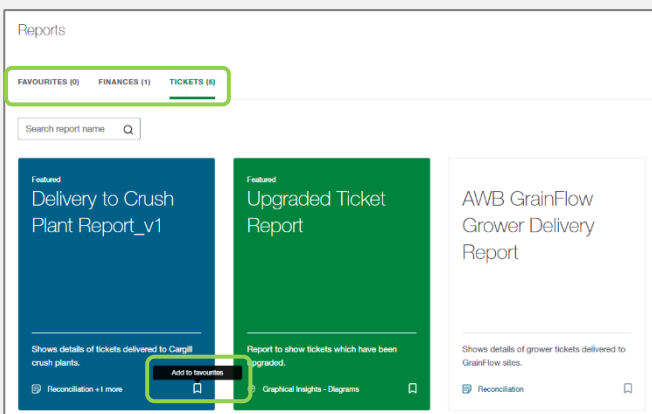 Reports
FAVOURITES (0) FINANCES (1) TICKETS (6)
Search report name
Featured
Delivery to Crush
Plant Report_v1
Shows details of tickets delivered to Cargill
crush plants.
Add to favourites
Reconciliation +1 more
Featured
Upgraded Ticket
Report
Report to show tickets which have been
upgraded.
Graphical Insights - Diagrams
AWB GrainFlow
Grower Delivery
Report
Shows details of grower tickets delivered to
GrainFlow sites.
Reconciliation